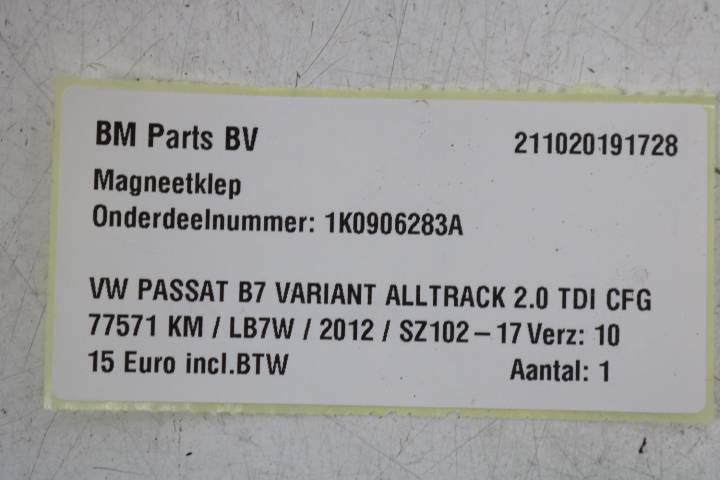 BM Parts BV 211020191728
Magneetklep
Onderdeelnummer: 1K0906283A
VW PASSAT B7 VARIANT ALLTRACK 2.0 TDI CFG
77571 KM / LB7W / 2012 / SZ102-17 Verz: 10
15 Euro incl.BTW Aantal: 1